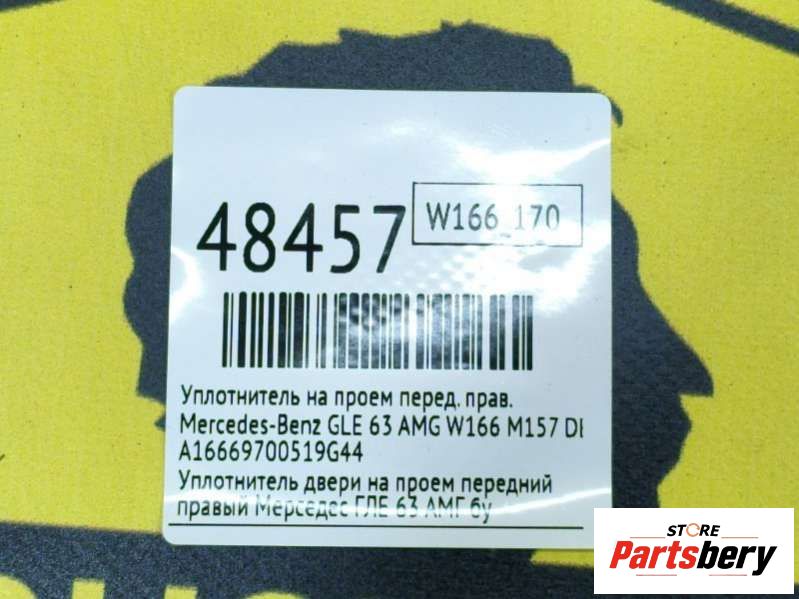 48457
W166_170
Уплотнитель на проем перед. прав.
Mercedes-Benz GLE 63 AMG W166 M157 DE
A16669700519G44
Уплотнитель двери на проем передний
правый Мерседес ГЛЕ 63 АМГ бу
STORE
Partsbery